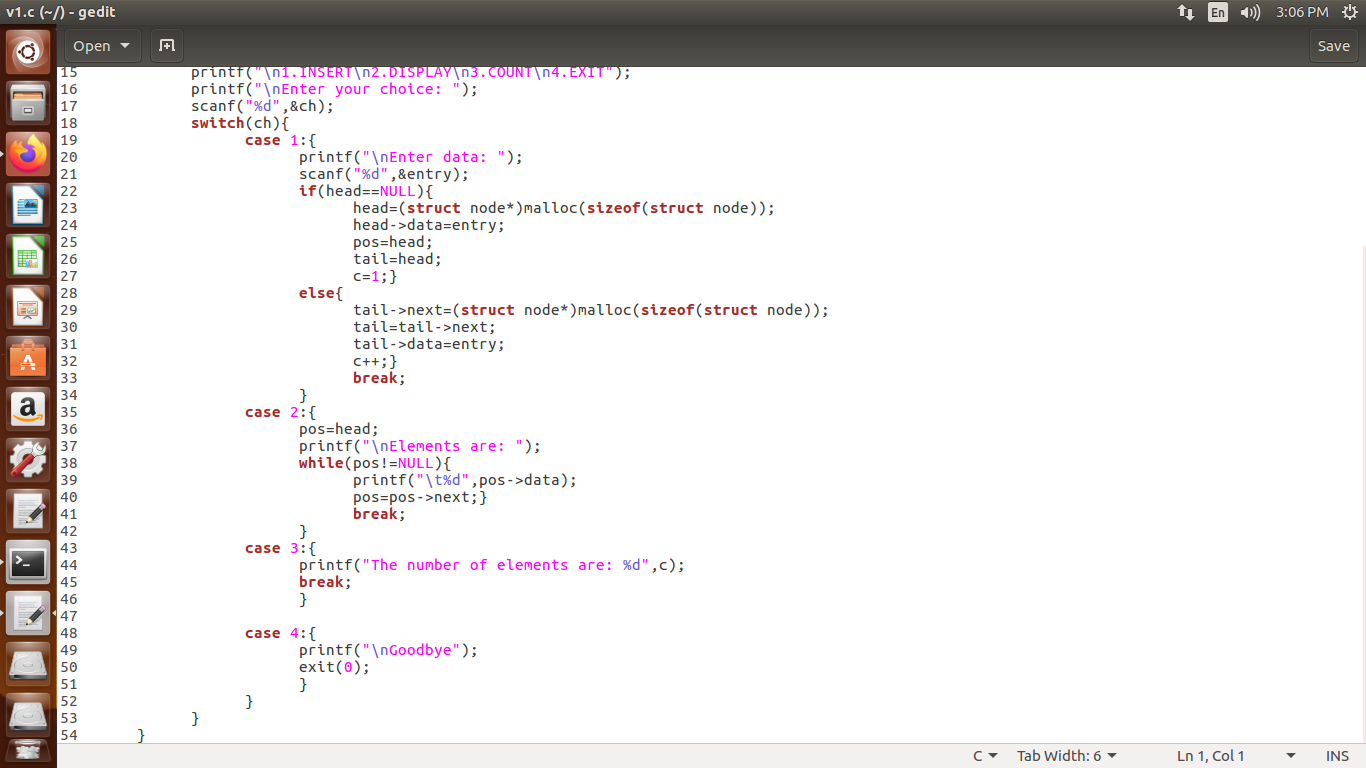 v1.c (~/) - gedit
En
3:06 PM
Open
Save
15 printf("\n1.INSERT\n2.DISPLAY\n3.COUNT\n4.EXIT");
16 printf("\nEnter your choice: ");
17 scanf("%d",&ch);
18 switch(ch){
19 case 1:{
20 printf("\nEnter data: ");
21 scanf("%d",&entry);
22 if(head==NULL){
23 head=(struct node*)malloc(sizeof(struct node));
24 head->data=entry;
25 pos=head;
26 tail=head;
27 c=1;}
28 else{
29 tail->next=(struct node*)malloc(sizeof(struct node));
30 tail=tail->next;
31 tail->data=entry;
32 c++;}
33 break;
34 }
35 case 2:{
36 pos=head;
37 printf("\nElements are: ");
38 while(pos!=NULL){
39 printf("\t%d",pos->data);
40 pos=pos->next;}
41 break;
42 }
43 case 3:{
44 printf("The number of elements are: %d",c);
45 break;
46 }
47
48 case 4:{
49 printf("\nGoodbye");
50 exit(0);
51 }
52 }
53 }
54 }
C
Tab Width: 6
Ln 1, Col 1
INS